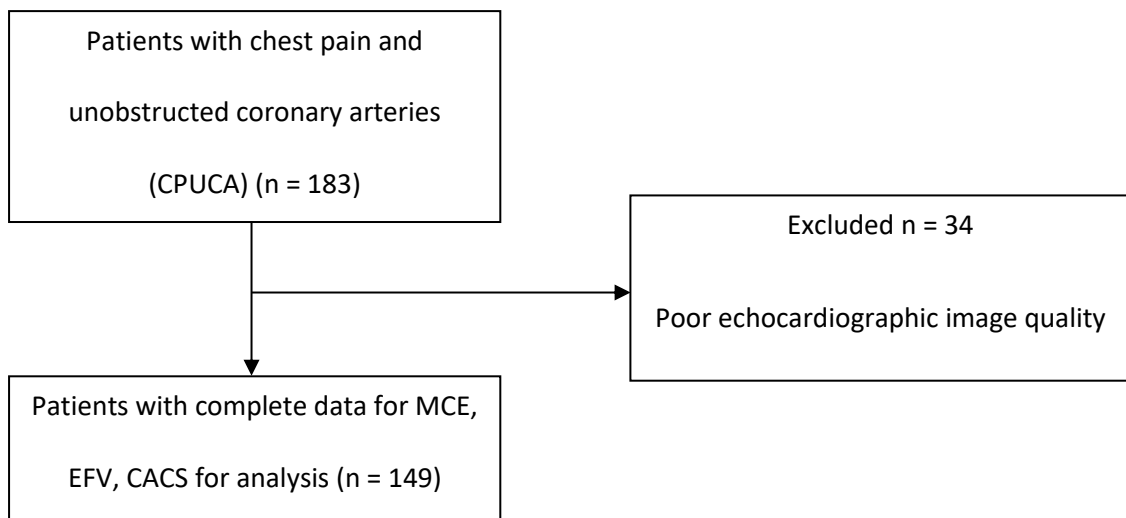 Patients with chest pain and
unobstructed coronary arteries
(CPUCA) (n = 183)
Excluded n = 34
Poor echocardiographic image quality
Patients with complete data for MCE,
EFV, CACS for analysis (n = 149)